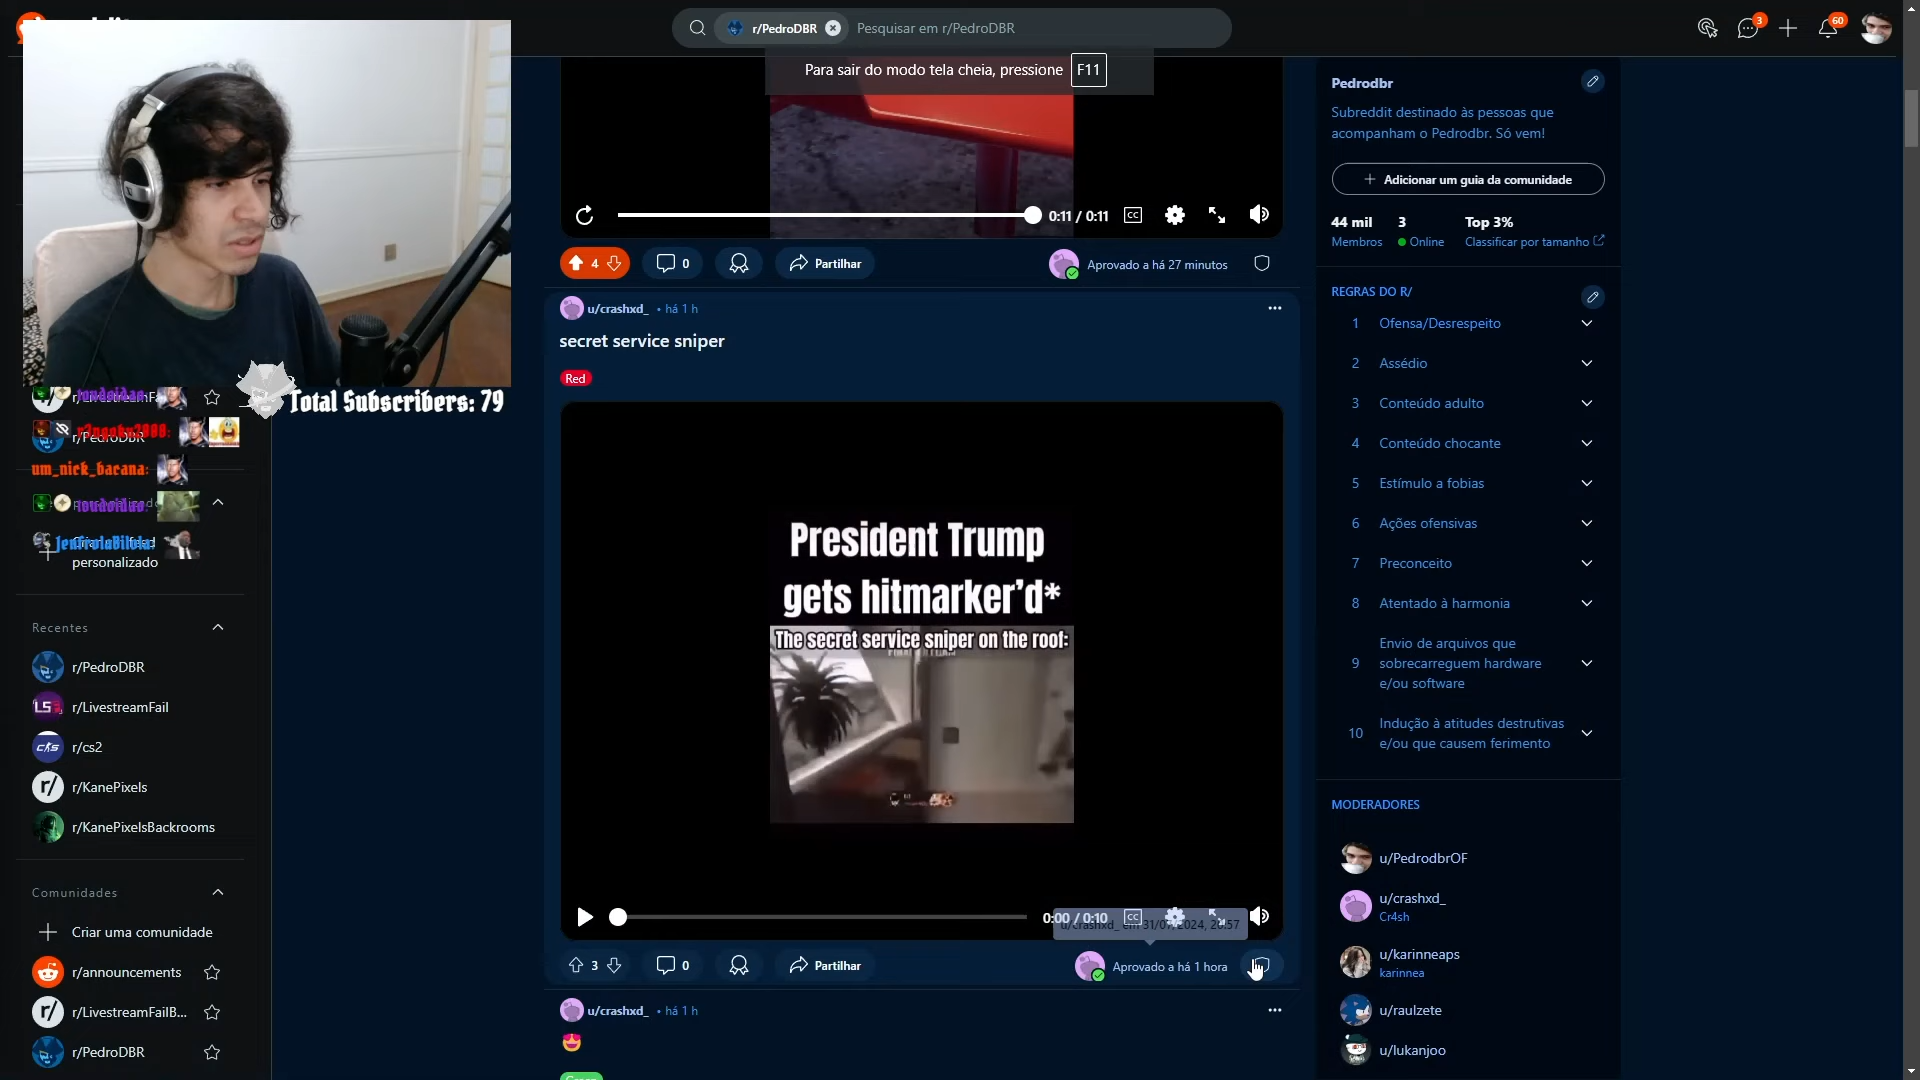 r/PedroDBR
Pesquisar em r/PedroDBR
3
60
Para sair do modo tela cheia, pressione F11
0:11 / 0:11
CC
4
0
Partilhar
Aprovado a há 27 minutos
u/crashxd_ • há 1 h
secret service sniper
Red
President Trump
gets hitmarker'd*
The secret service sniper on the roof:
0:00 / 0:10
CC
3
0
Partilhar
Aprovado a há 1 hora
u/crashxd_ • há 1 h
Total Subscribers: 79
r/PedroDBR
um_nick_bacana:
personalizado
Recentes
r/PedroDBR
r/LivestreamFail
r/cs2
r/KanePixels
r/KanePixelsBackrooms
Comunidades
Criar uma comunidade
r/announcements
r/LivestreamFailB...
r/PedroDBR
Pedrodbr
Subreddit destinado às pessoas que
acompanham o Pedrodbr. Só vem!
Adicionar um guia da comunidade
44 mil
Membros
3
Online
Top 3%
Classificar por tamanho
REGRAS DO R/
1 Ofensa/Desrespeito
2 Assédio
3 Conteúdo adulto
4 Conteúdo chocante
5 Estímulo a fobias
6 Ações ofensivas
7 Preconceito
8 Atentado à harmonia
9 Envio de arquivos que
sobrecarreguem hardware
e/ou software
10 Indução à atitudes destrutivas
e/ou que causem ferimento
MODERADORES
u/PedrodbrOF
u/crashxd_
Cr4sh
u/karinneaps
karinnea
u/raulzete
u/lukanjoo